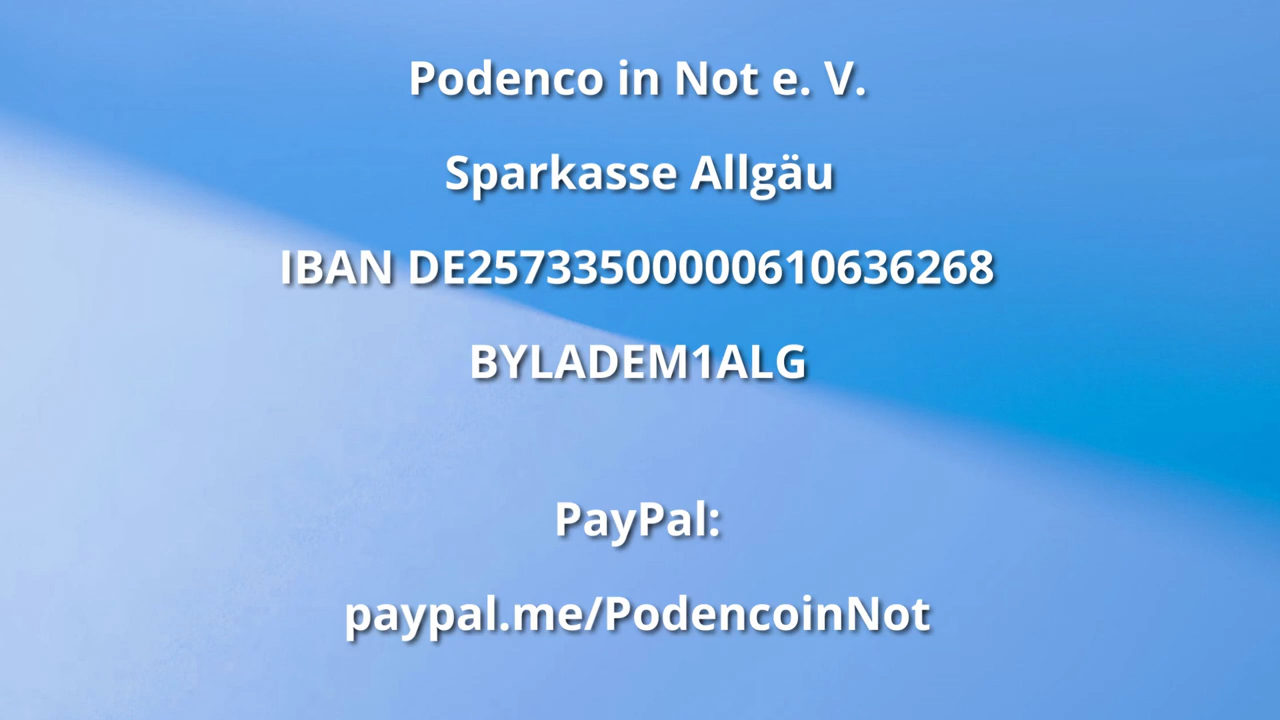 Podenco in Not e. V.
Sparkasse Allgäu
IBAN DE25733500000610636268
BYLADEM1ALG
PayPal:
paypal.me/PodencoinNot